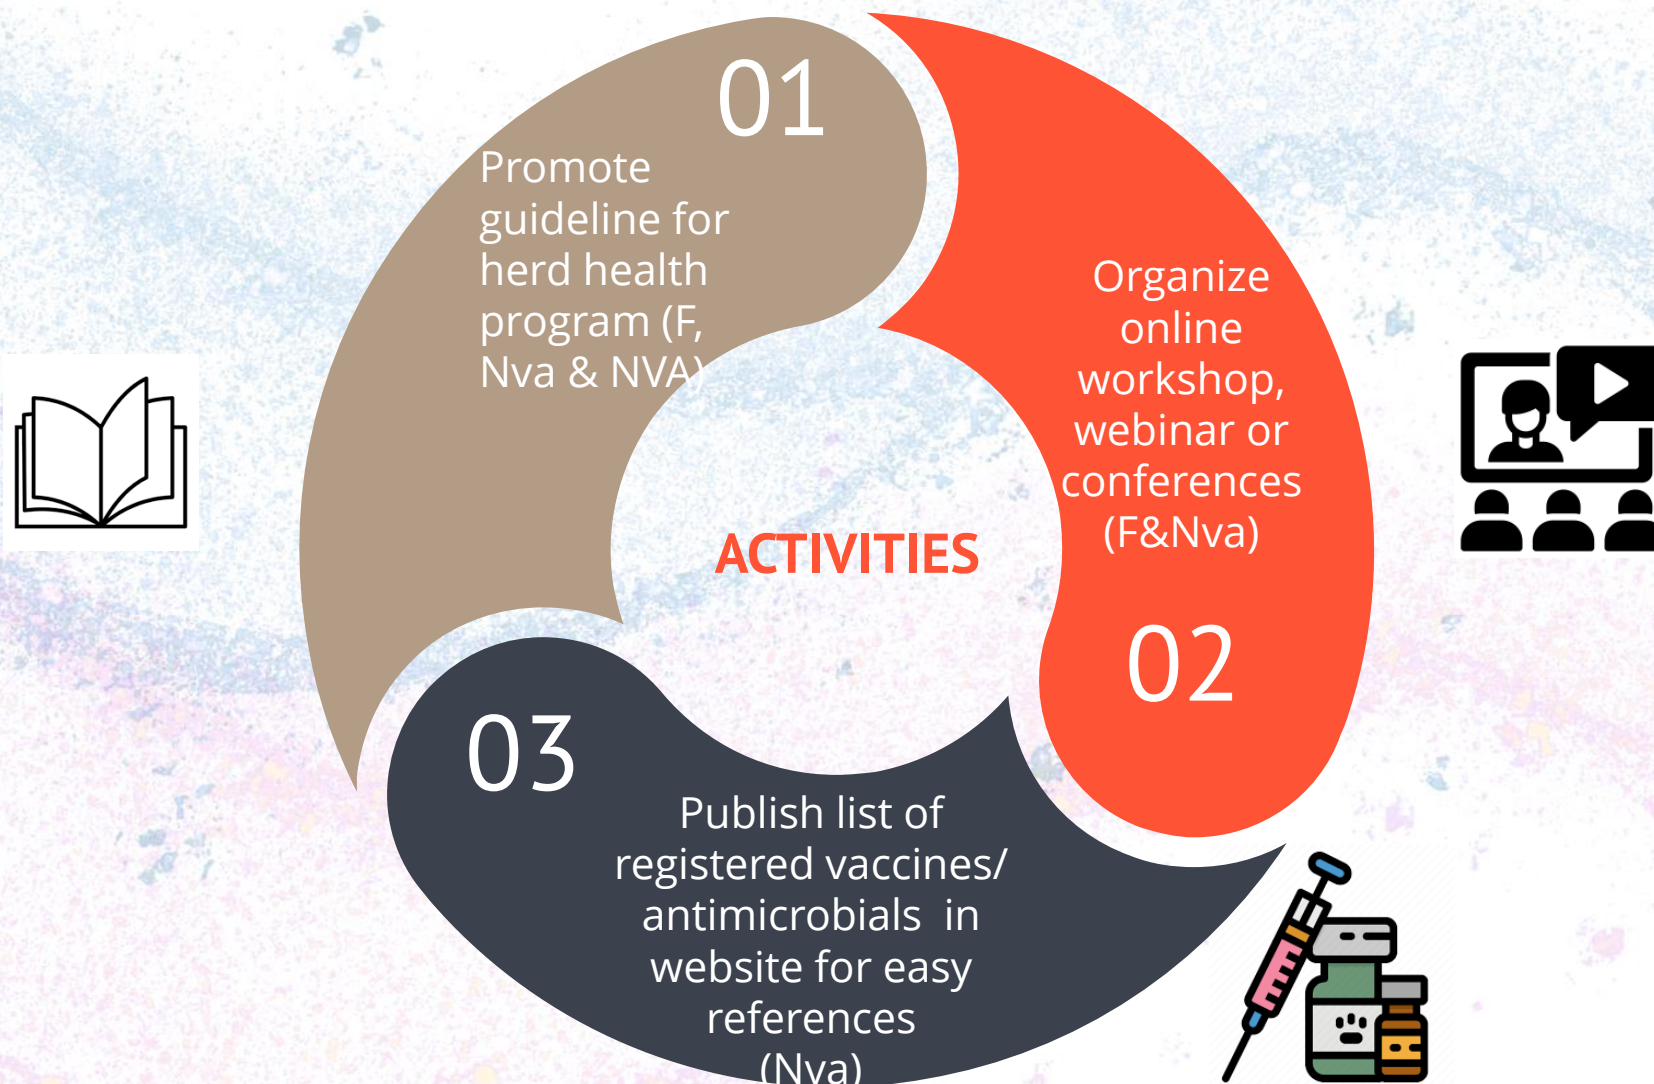 01
Promote
guideline for
herd health
program (F,
Nva & NVA)
Organize
online
workshop,
webinar or
conferences
(F&Nva)
02
ACTIVITIES
03
Publish list of
registered vaccines/
antimicrobials  in
website for easy
references
(Nva)